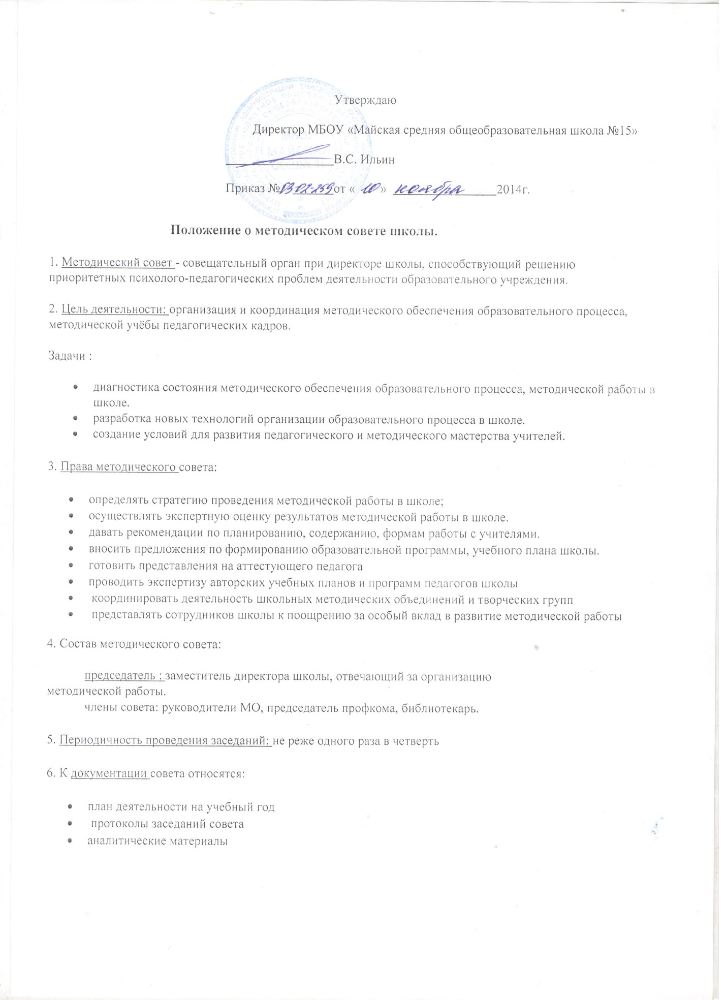 Утверждаю
Директор МБОУ «Майская средняя общеобразовательная школа №15»
В.С. Ильин
Приказ № 03-02-259 от « 10 » ноября 2014г.
Положение о методическом совете школы.
1. Методический совет - совещательный орган при директоре школы, способствующий решению
приоритетных психолого-педагогических проблем деятельности образовательного учреждения.
2. Цель деятельности: организация и координация методического обеспечения образовательного процесса,
методической учёбы педагогических кадров.
Задачи :
• диагностика состояния методического обеспечения образовательного процесса, методической работы в
школе.
• разработка новых технологий организации образовательного процесса в школе.
• создание условий для развития педагогического и методического мастерства учителей.
3. Права методического совета:
• определять стратегию проведения методической работы в школе;
• осуществлять экспертную оценку результатов методической работы в школе.
• давать рекомендации по планированию, содержанию, формам работы с учителями.
• вносить предложения по формированию образовательной программы, учебного плана школы.
• готовить представления на аттестующего педагога
• проводить экспертизу авторских учебных планов и программ педагогов школы
• координировать деятельность школьных методических объединений и творческих групп
• представлять сотрудников школы к поощрению за особый вклад в развитие методической работы
4. Состав методического совета:
председатель : заместитель директора школы, отвечающий за организацию
методической работы.
члены совета: руководители МО, председатель профкома, библиотекарь.
5. Периодичность проведения заседаний: не реже одного раза в четверть
6. К документации совета относятся:
• план деятельности на учебный год
• протоколы заседаний совета
• аналитические материалы